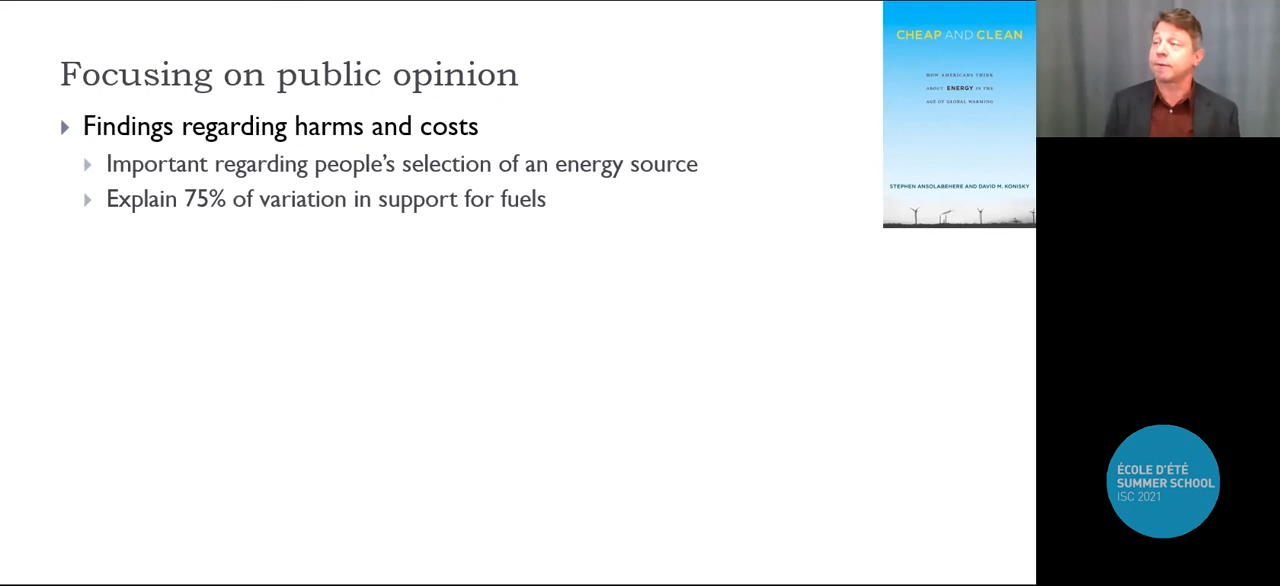 Focusing on public opinion
Findings regarding harms and costs
Important regarding people's selection of an energy source
Explain 75% of variation in support for fuels
CHEAP AND CLEAN
HOW AMERICANS THINK
ABOUT ENERGY IN THE
AGE OF GLOBAL WARMING
STEPHEN ANSOLABEHERE AND DAVID M. KONISKY
ÉCOLE D'ÉTÉ
SUMMER SCHOOL
ISC 2021